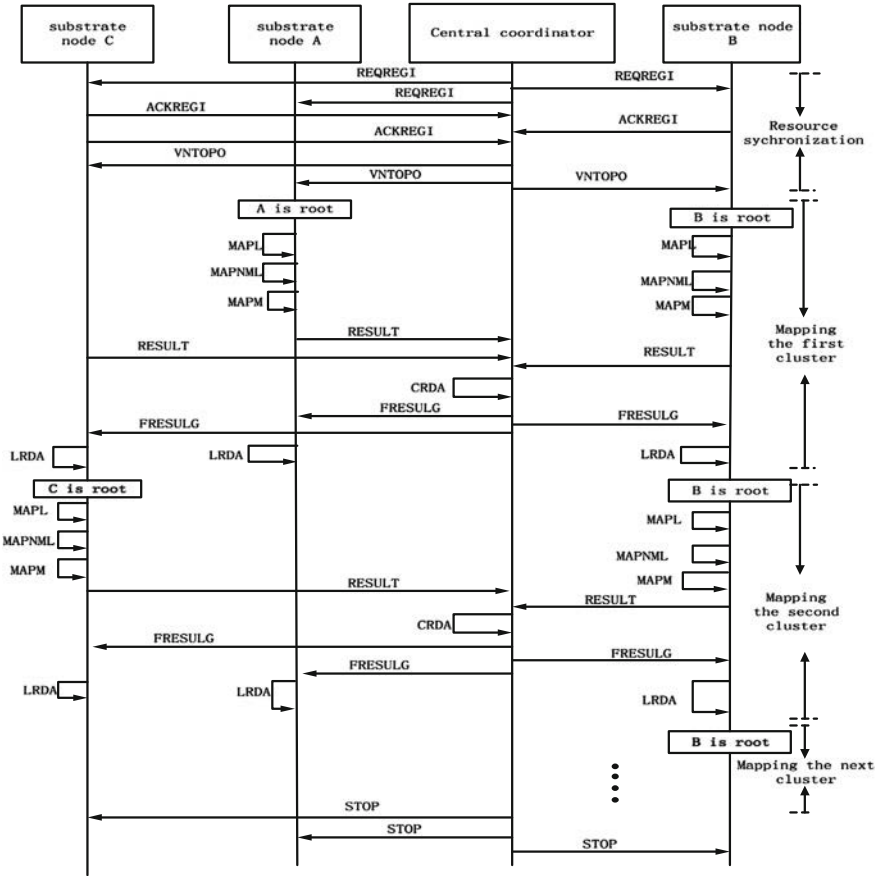 substrate
node C
substrate
node A
Central coordinator
substrate node
B
REQREGI
REQREGI
REQREGI
ACKREGI
ACKREGI
ACKREGI
Resource
sychronization
VNTOPO
VNTOPO
VNTOPO
A is root
B is root
MAPL
MAPL
MAPNML
MAPNML
MAPM
MAPM
RESULT
RESULT
RESULT
Mapping
the first
cluster
CRDA
FRESULG
FRESULG
FRESULG
LRDA
LRDA
LRDA
C is root
B is root
MAPL
MAPL
MAPNML
MAPNML
MAPM
MAPM
RESULT
RESULT
Mapping
the second
cluster
CRDA
FRESULG
FRESULG
FRESULG
LRDA
LRDA
LRDA
B is root
Mapping the next
cluster
STOP
STOP
STOP